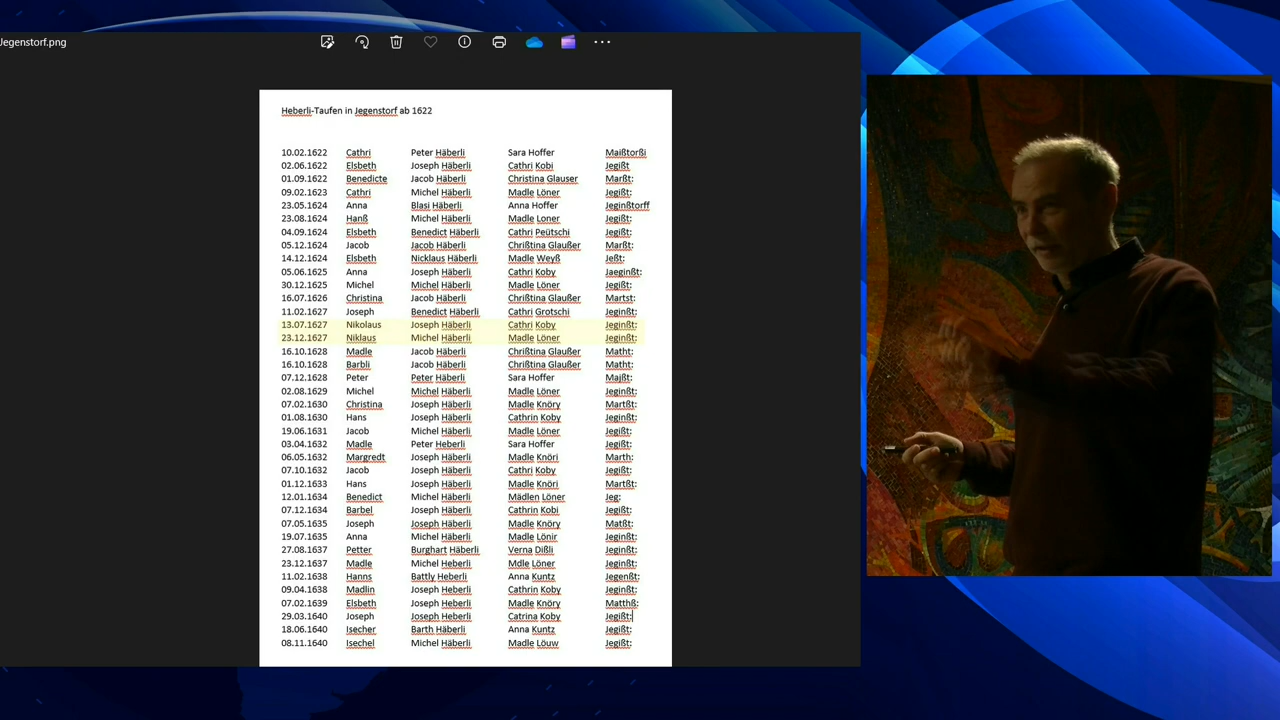 Jegenstorf.png
Heberli-Taufen in Jegenstorf ab 1622
10.02.1622 Cathri Peter Häberli Sara Hoffer Maißtorßi
02.06.1622 Elsbeth Joseph Häberli Cathri Kobi Jegißt
01.09.1622 Benedicte Jacob Häberli Christina Glauser Marßt:
09.02.1623 Cathri Michel Häberli Madle Löner Jegißt:
23.05.1624 Anna Blasi Häberli Anna Hoffer Jeginßtorff
23.08.1624 Hanß Michel Häberli Madle Loner Jegißt:
04.09.1624 Elsbeth Benedict Häberli Cathri Peütschi Jegißt:
05.12.1624 Jacob Jacob Häberli Chrißtina Glaußer Marßt:
14.12.1624 Elsbeth Nicklaus Häberli Madle Weyß Jeßt:
05.06.1625 Anna Joseph Häberli Cathri Koby Jaeginßt:
30.12.1625 Michel Michel Häberli Madle Löner Jegißt:
16.07.1626 Christina Jacob Häberli Chrißtina Glaußer Martst:
11.02.1627 Joseph Benedict Häberli Cathri Grotschi Jeginßt:
13.07.1627 Nikolaus Joseph Häberli Cathri Koby Jeginßt:
23.12.1627 Niklaus Michel Häberli Madle Löner Jeginßt:
16.10.1628 Madle Jacob Häberli Chrißtina Glaußer Matht:
16.10.1628 Barbli Jacob Häberli Chrißtina Glaußer Matht:
07.12.1628 Peter Peter Häberli Sara Hoffer Majßt:
02.08.1629 Michel Michel Häberli Madle Löner Jeginßt:
07.02.1630 Christina Joseph Häberli Madle Knöry Martßt:
01.08.1630 Hans Joseph Häberli Cathrin Koby Jeginßt:
19.06.1631 Jacob Michel Häberli Madle Löner Jegißt:
03.04.1632 Madle Peter Heberli Sara Hoffer Jegißt:
06.05.1632 Margredt Joseph Häberli Madle Knöri Marth:
07.10.1632 Jacob Joseph Häberli Cathri Koby Jegißt:
01.12.1633 Hans Joseph Häberli Madle Knöri Martßt:
12.01.1634 Benedict Michel Häberli Mädlen Löner Jeg:
07.12.1634 Barbel Joseph Häberli Cathrin Kobi Jegißt:
07.05.1635 Joseph Joseph Häberli Madle Knöry Matßt:
19.07.1635 Anna Michel Häberli Madle Lönir Jeginßt:
27.08.1637 Petter Burghart Häberli Verna Dißli Jeginßt:
23.12.1637 Madle Michel Heberli Mdle Löner Jeginßt:
11.02.1638 Hanns Battly Heberli Anna Kuntz Jegenßt:
09.04.1638 Madlin Joseph Heberli Cathrin Koby Jeginßt:
07.02.1639 Elsbeth Joseph Heberli Madle Knöry Matthß:
29.03.1640 Joseph Joseph Heberli Catrina Koby Jegißt:
18.06.1640 Isecher Barth Häberli Anna Kuntz Jegißt:
08.11.1640 Isechel Michel Häberli Madle Löuw Jegißt: